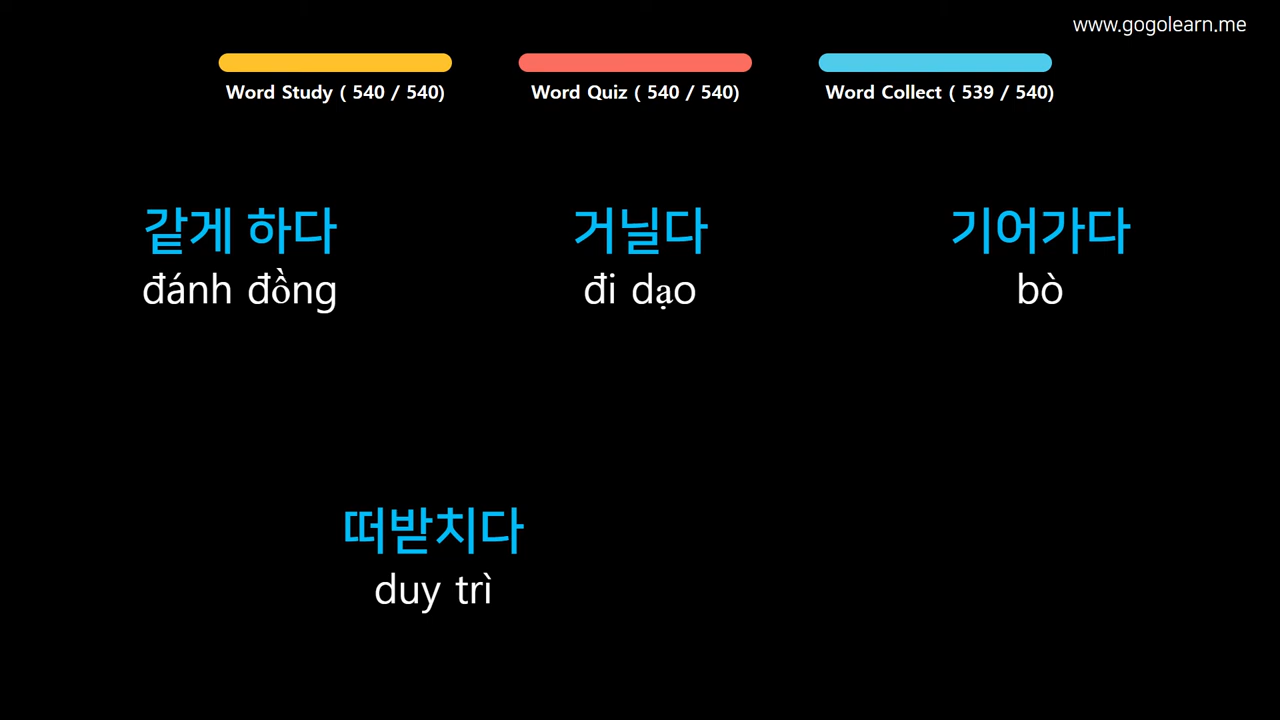 www.gogolearn.me
Word Study ( 540 / 540)
Word Quiz ( 540 / 540)
Word Collect ( 539 / 540)
같게 하다
đánh đồng
거닐다
đi dạo
기어가다
bò
떠받치다
duy trì